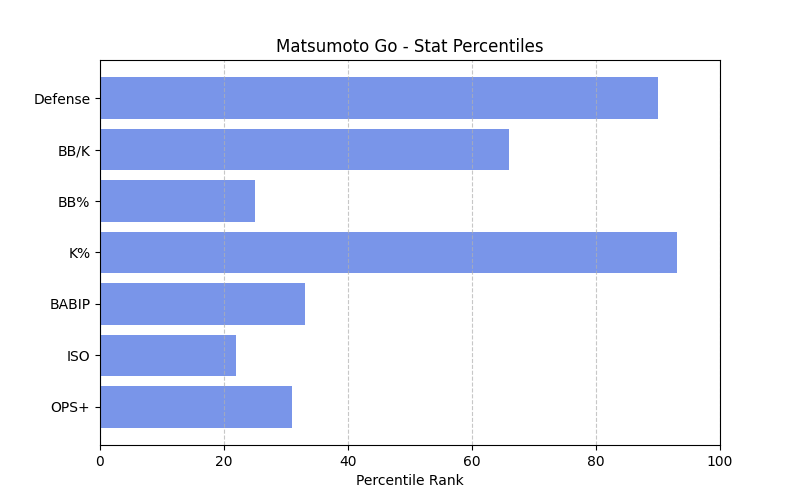 Matsumoto Go - Stat Percentiles
Defense
BB/K
BB%
K%
BABIP
ISO
OPS+
0 20 40 60 80 100
Percentile Rank